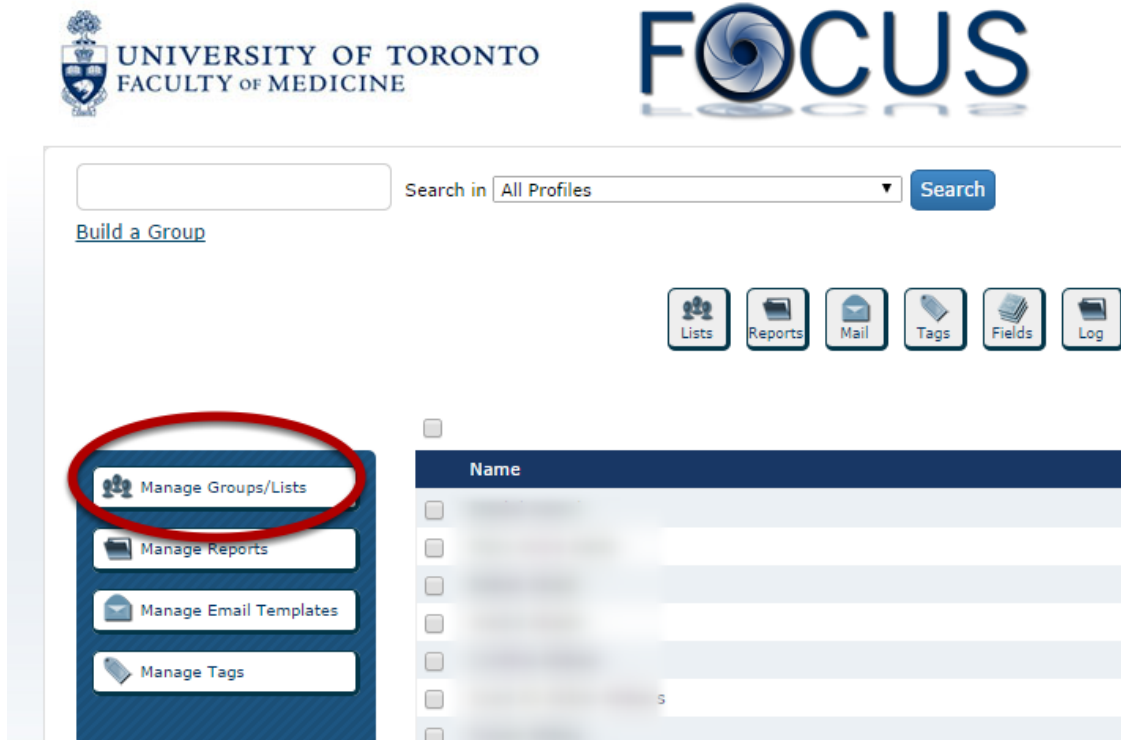 UNIVERSITY OF TORONTO
FACULTY OF MEDICINE
FOCUS
Search in All Profiles Search
Build a Group
Lists Reports Mail Tags Fields Log
Name
Manage Groups/Lists
Manage Reports
Manage Email Templates
Manage Tags
s